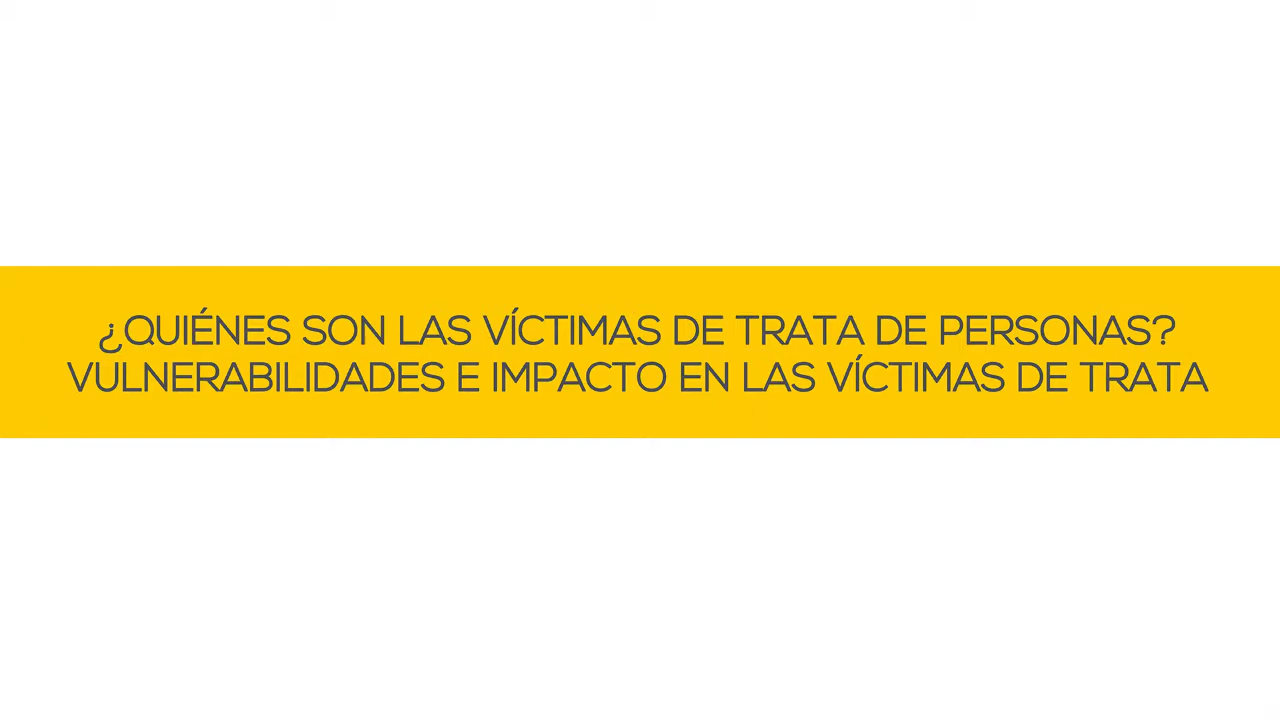 ¿QUIÉNES SON LAS VÍCTIMAS DE TRATA DE PERSONAS?
VULNERABILIDADES E IMPACTO EN LAS VÍCTIMAS DE TRATA